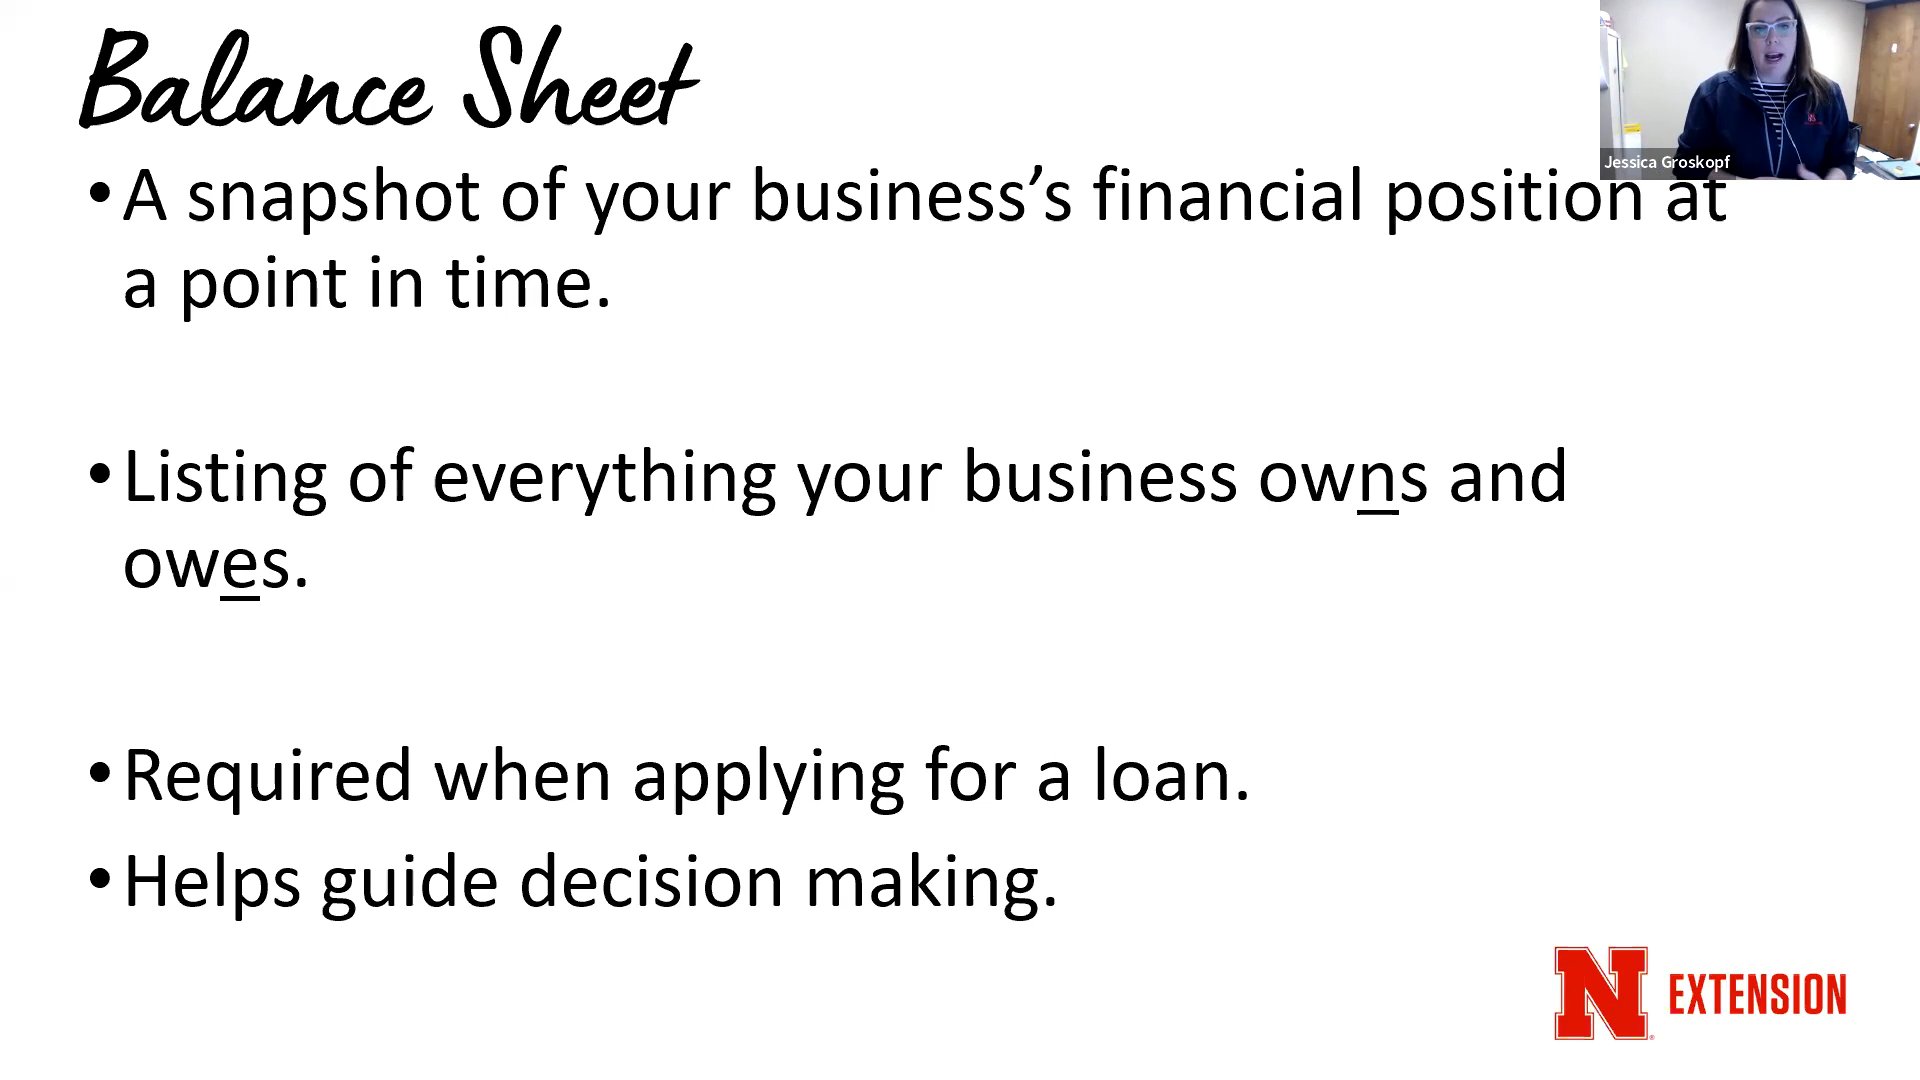 Balance Sheet
Jessica Groskopf
•A snapshot of your business’s financial position at
a point in time.
•Listing of everything your business owns and
owes.
•Required when applying for a loan.
•Helps guide decision making.
N EXTENSION